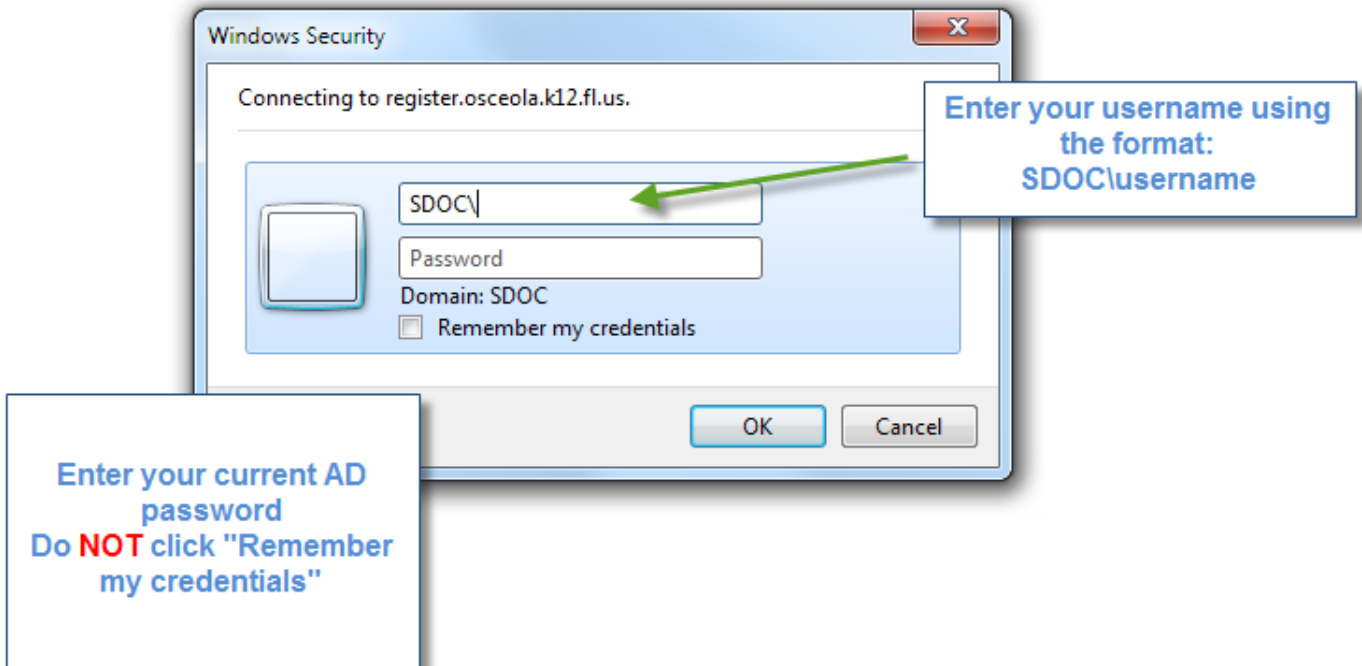 Windows Security
Connecting to register.osceola.k12.fl.us.
Enter your username using
the format:
SDOC\username
SDOC\
Password
Domain: SDOC
Remember my credentials
OK
Cancel
Enter your current AD
password
Do NOT click "Remember
my credentials"